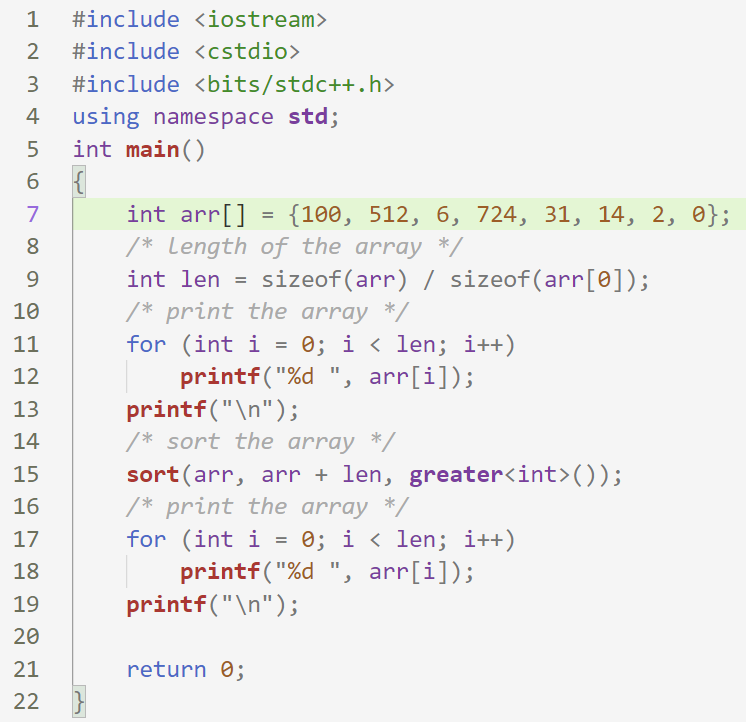 1 #include <iostream>
2 #include <cstdio>
3 #include <bits/stdc++.h>
4 using namespace std;
5 int main()
6 {
7     int arr[] = {100, 512, 6, 724, 31, 14, 2, 0};
8     /* length of the array */
9     int len = sizeof(arr) / sizeof(arr[0]);
10     /* print the array */
11     for (int i = 0; i < len; i++)
12         printf("%d ", arr[i]);
13     printf("\n");
14     /* sort the array */
15     sort(arr, arr + len, greater<int>());
16     /* print the array */
17     for (int i = 0; i < len; i++)
18         printf("%d ", arr[i]);
19     printf("\n");
20
21     return 0;
22 }